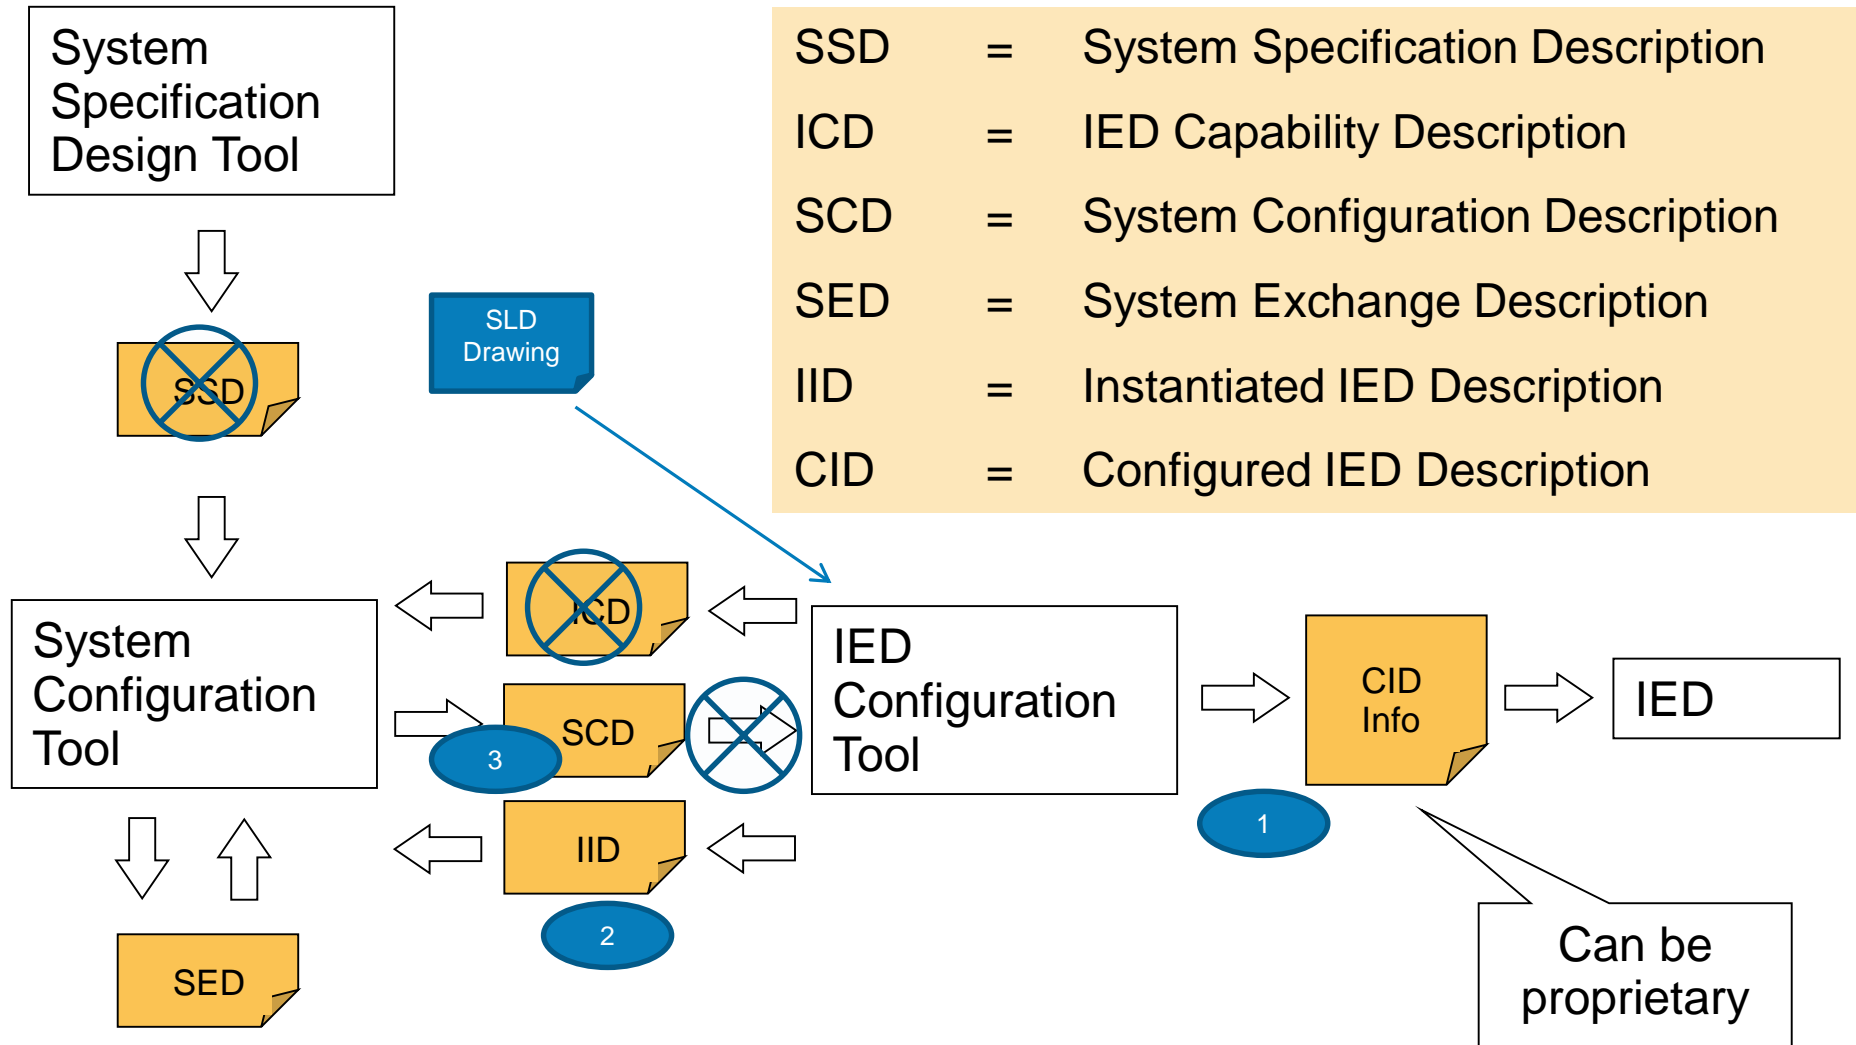 System
Specification
Design Tool
SSD = System Specification Description
ICD = IED Capability Description
SCD = System Configuration Description
SED = System Exchange Description
IID = Instantiated IED Description
CID = Configured IED Description
SLD
Drawing
SSD
System
Configuration
Tool
ICD
SCD
3
IID
2
IED
Configuration
Tool
CID
Info
IED
1
SED
Can be
proprietary